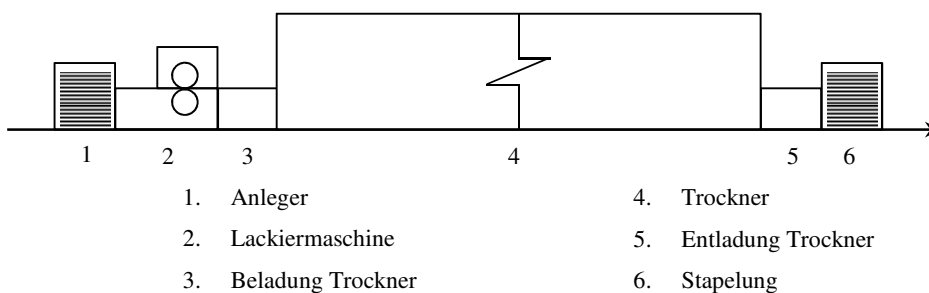 1 2 3 4 5 6
1. Anleger
2. Lackiermaschine
3. Beladung Trockner
4. Trockner
5. Entladung Trockner
6. Stapelung